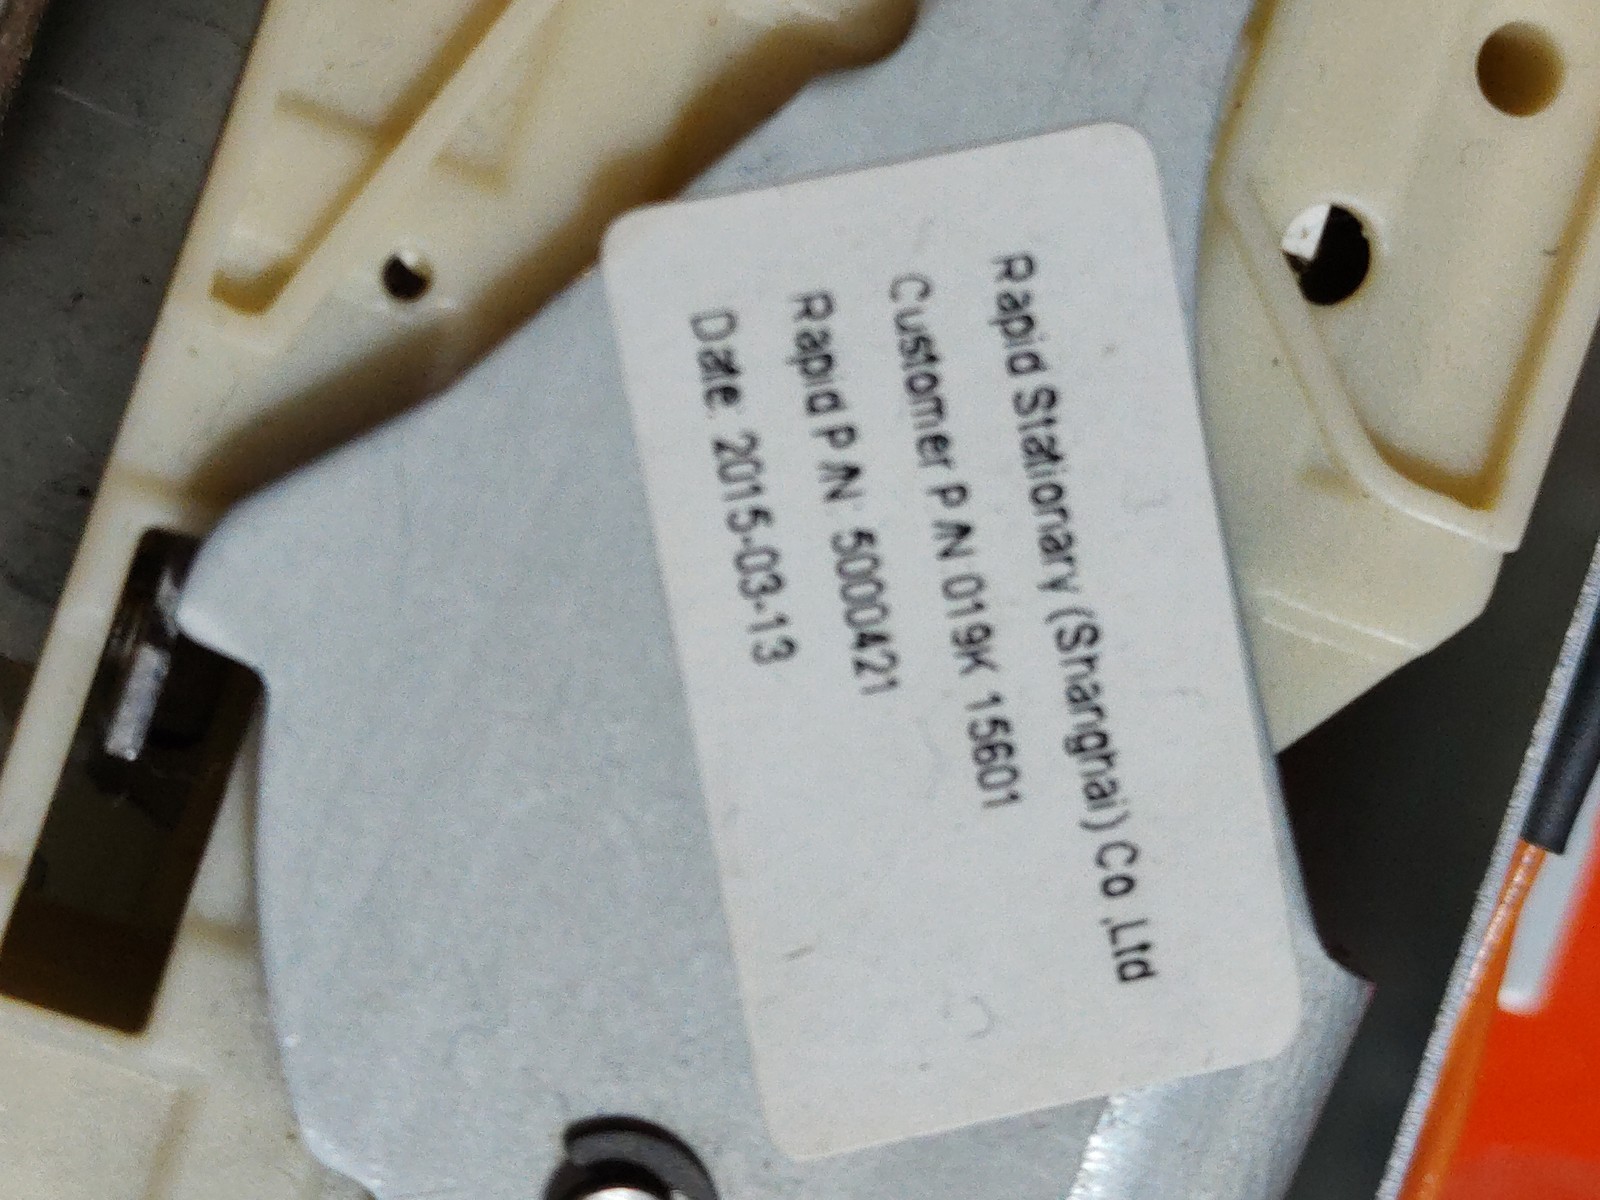 Rapid Stationary (Shanghai) Co.,Ltd
Customer P/N 019K 15601
Rapid P/N: 5000421
Date: 2015-03-13